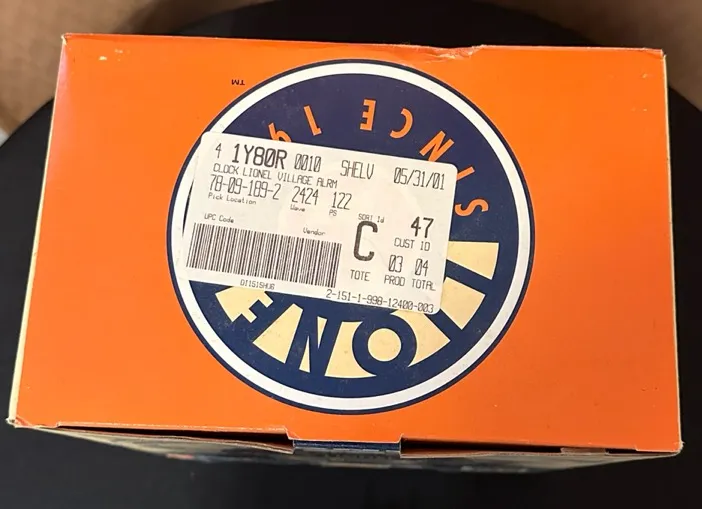 TM
SINCE 19
4 1Y80R 0010 SHELV 05/31/01
CLOCK LIONEL VILLAGE ALRM
78-09-189-2 2424 122
Pick Location Wave PS
SORT Id
C
47
CUST ID
UPC Code Vendor
03 04
TOTE PROD TOTAL
2-151-1-998-12400-003
LIONE